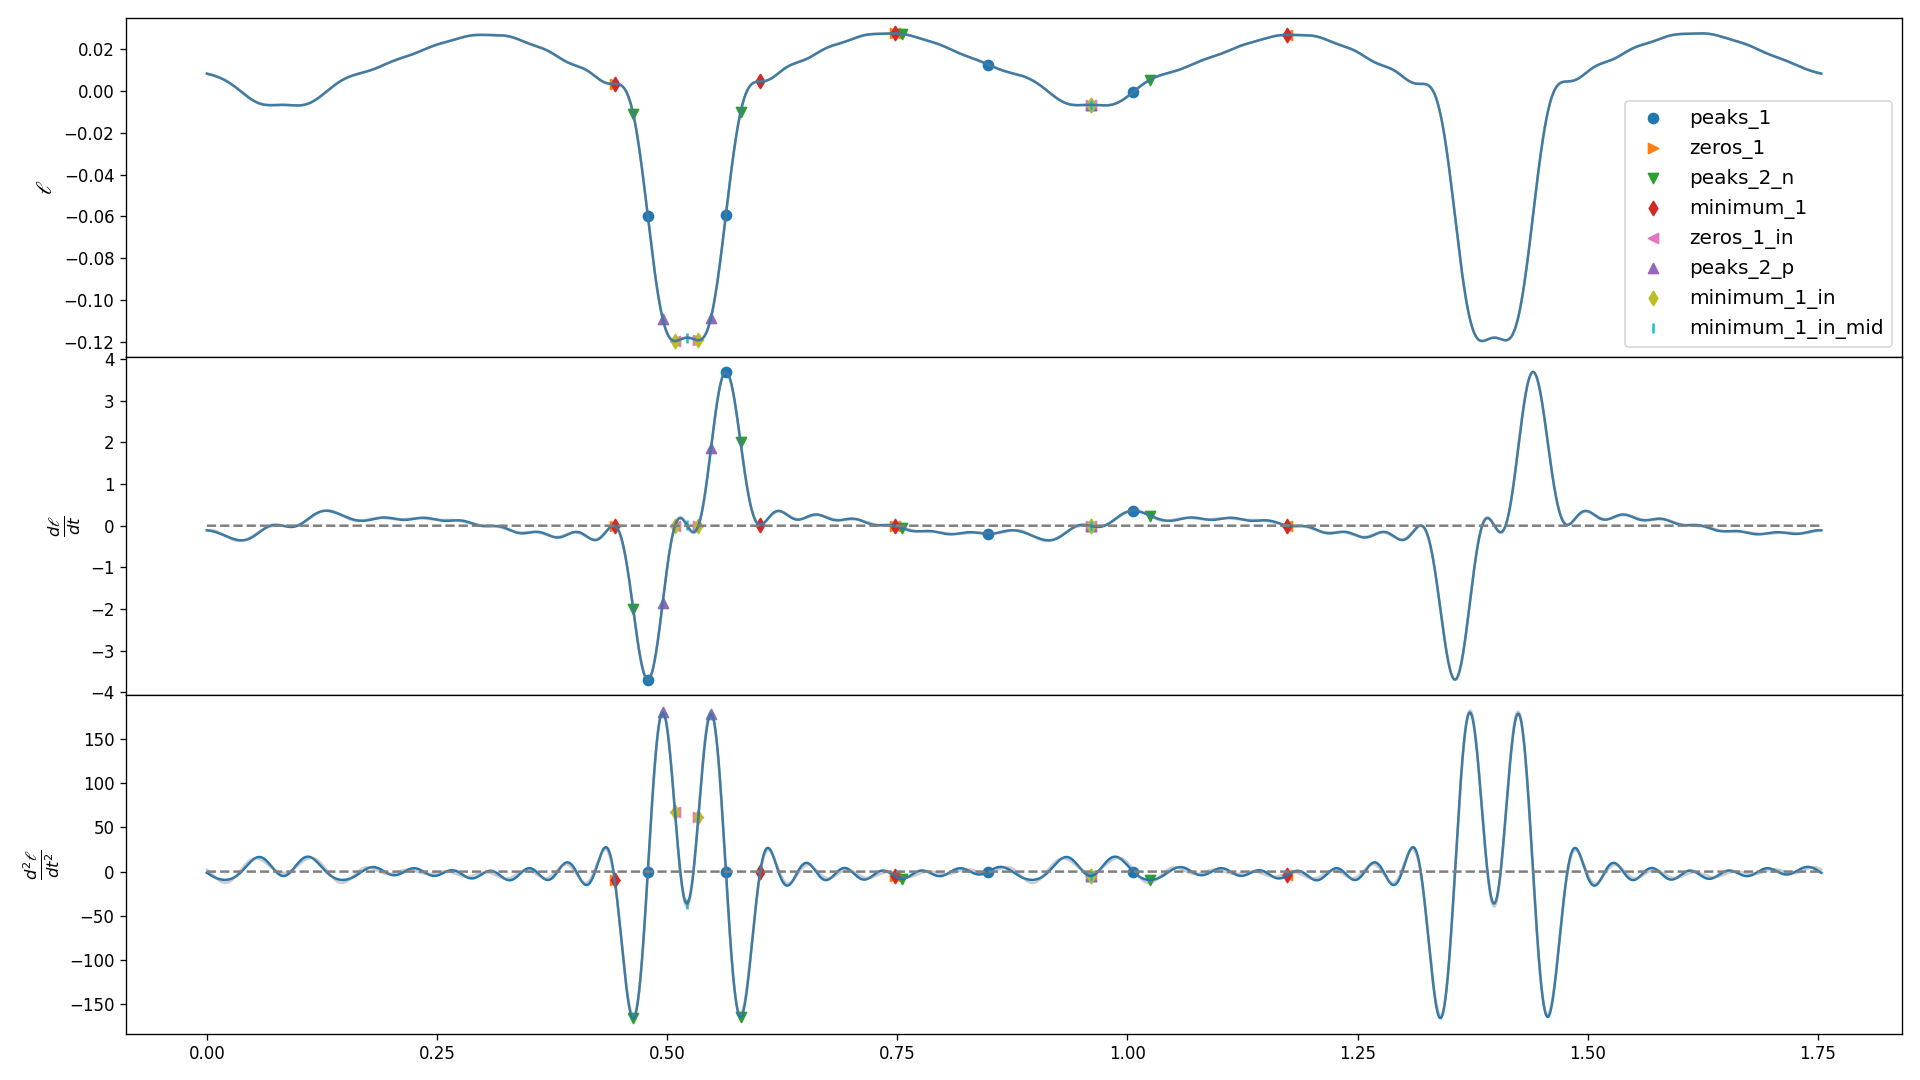 0.02
0.00
−0.02
−0.04
−0.06
−0.08
−0.10
−0.12
ℓ
peaks_1
zeros_1
peaks_2_n
minimum_1
zeros_1_in
peaks_2_p
minimum_1_in
minimum_1_in_mid
4
3
2
1
0
−1
−2
−3
−4
dℓ
dt
150
100
50
0
−50
−100
−150
d²ℓ
dt²
0.00 0.25 0.50 0.75 1.00 1.25 1.50 1.75